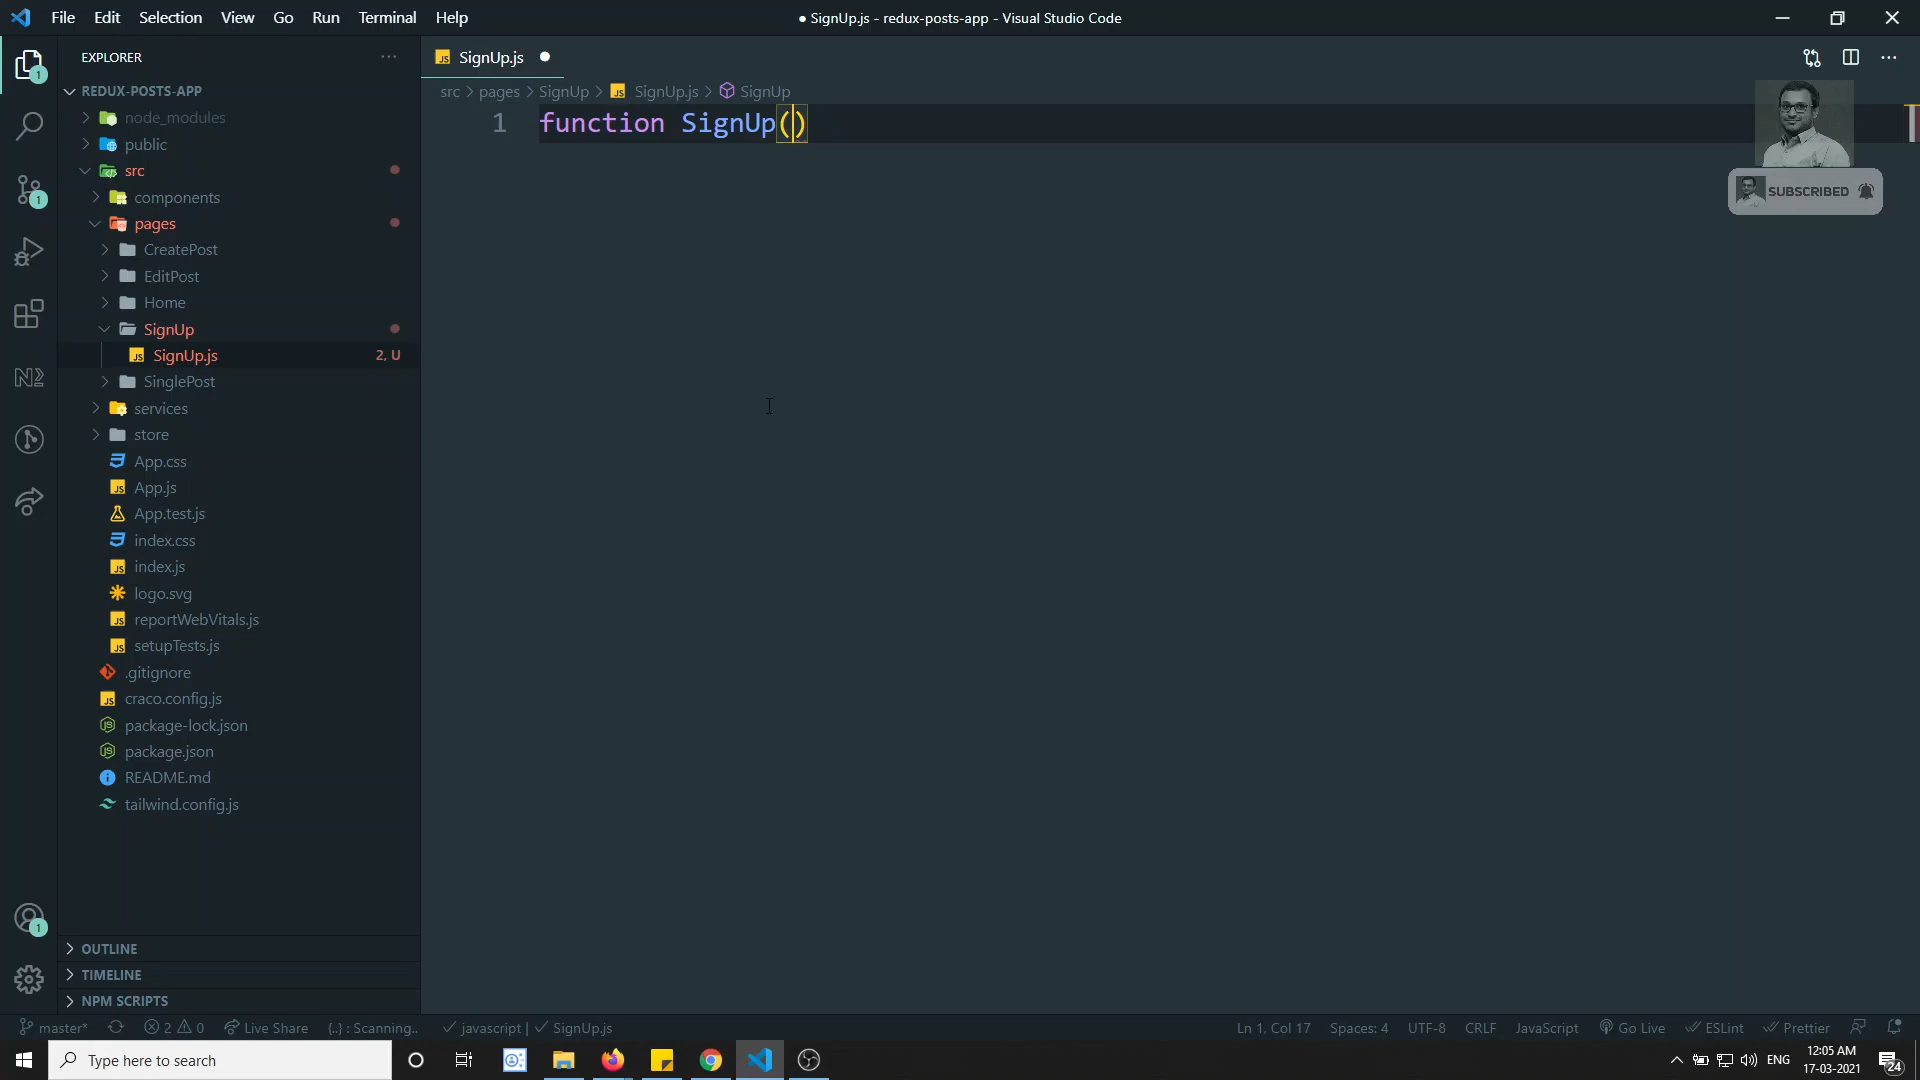 File Edit Selection View Go Run Terminal Help
● SignUp.js - redux-posts-app - Visual Studio Code
EXPLORER
SignUp.js
REDUX-POSTS-APP
src > pages > SignUp > SignUp.js > SignUp
1 function SignUp()
node_modules
public
src
components
pages
CreatePost
EditPost
Home
SignUp
SignUp.js 2, U
SinglePost
services
store
App.css
App.js
App.test.js
index.css
index.js
logo.svg
reportWebVitals.js
setupTests.js
.gitignore
craco.config.js
package-lock.json
package.json
README.md
tailwind.config.js
SUBSCRIBED
1
1
1
OUTLINE
TIMELINE
NPM SCRIPTS
master* 2 0 Live Share {..} : Scanning.. javascript | SignUp.js
Ln 1, Col 17 Spaces: 4 UTF-8 CRLF JavaScript Go Live ESLint Prettier
Type here to search
ENG
12:05 AM
17-03-2021
24